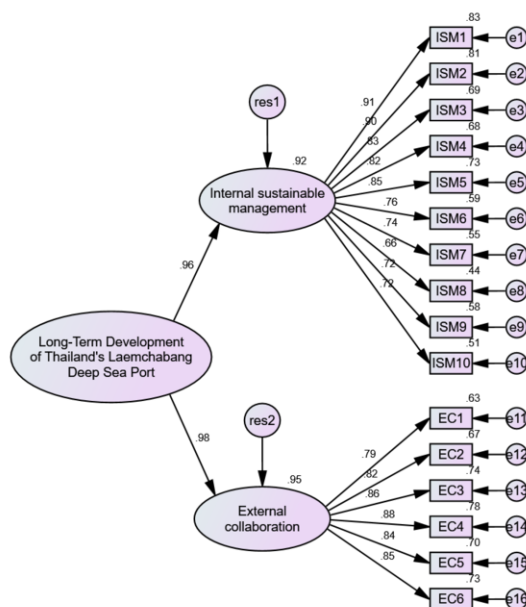 .83
ISM1
e1
.81
ISM2
e2
.69
ISM3
e3
.68
ISM4
e4
.73
ISM5
e5
.59
ISM6
e6
.55
ISM7
e7
.44
ISM8
e8
.58
ISM9
e9
.51
ISM10
e10
res1
.92
Internal sustainable
management
.91
.90
.83
.82
.85
.76
.74
.66
.72
.72
.96
Long-Term Development
of Thailand's Laemchabang
Deep Sea Port
.98
res2
.95
External
collaboration
.79
.82
.86
.88
.84
.85
.63
EC1
e11
.67
EC2
e12
.74
EC3
e13
.78
EC4
e14
.70
EC5
e15
.73
EC6
e16